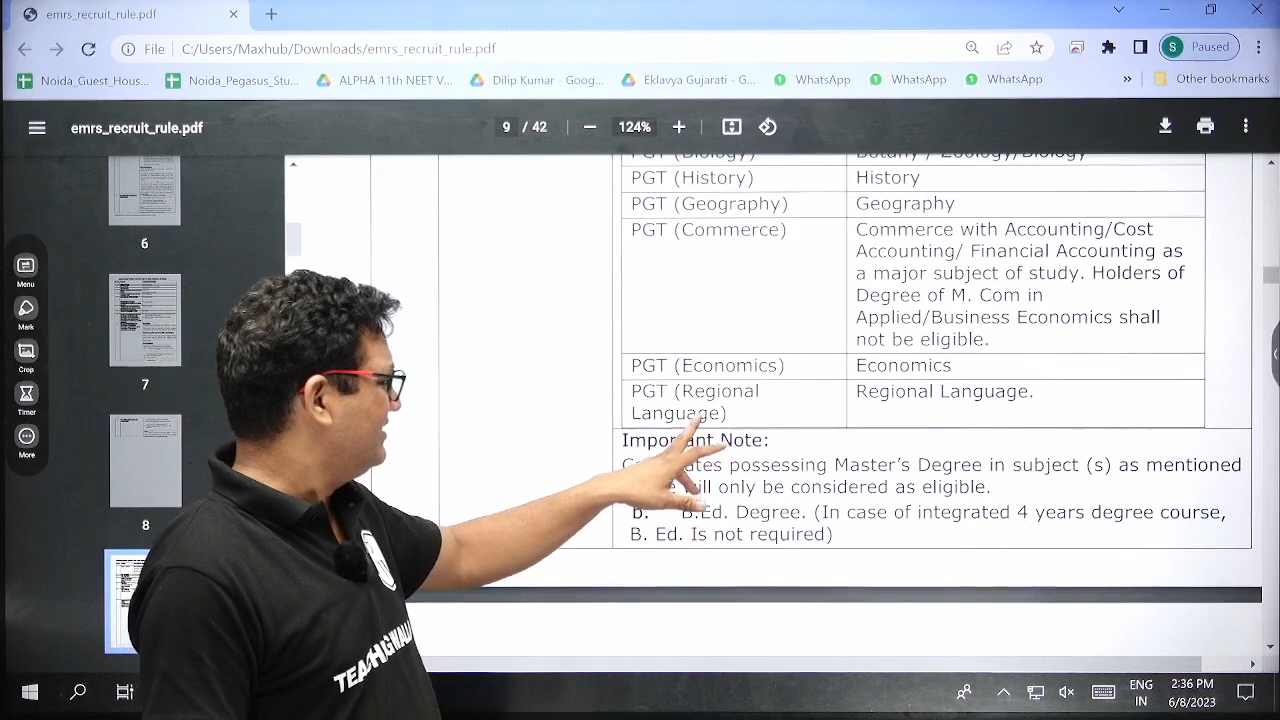 emrs_recruit_rule.pdf
File
C:/Users/Maxhub/Downloads/emrs_recruit_rule.pdf
S Paused
Noida_Guest_Hous...
Noida_Pegasus_Stu...
ALPHA 11th NEET V...
Dilip Kumar - Goog...
Eklavya Gujarati - G...
WhatsApp
WhatsApp
WhatsApp
Other bookmarks
emrs_recruit_rule.pdf
9 / 42
124%
Menu
Mark
Crop
Timer
More
6
7
8
PGT (Biology) Botany / Zoology/Biology
PGT (History) History
PGT (Geography) Geography
PGT (Commerce) Commerce with Accounting/Cost
Accounting/ Financial Accounting as
a major subject of study. Holders of
Degree of M. Com in
Applied/Business Economics shall
not be eligible.
PGT (Economics) Economics
PGT (Regional Regional Language.
Language)
Important Note:
possessing Master's Degree in subject (s) as mentioned
will only be considered as eligible.
b. B.Ed. Degree. (In case of integrated 4 years degree course,
B. Ed. Is not required)
ENG
IN
2:36 PM
6/8/2023